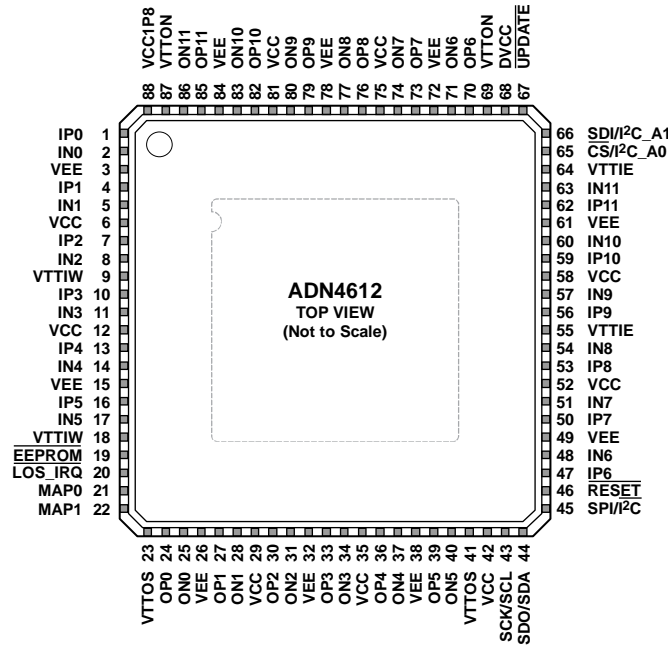 88 VCC1P8
87 VTTON
86 ON11
85 OP11
84 VEE
83 ON10
82 OP10
81 VCC
80 ON9
79 OP9
78 VEE
77 ON8
76 OP8
75 VCC
74 ON7
73 OP7
72 VEE
71 ON6
70 OP6
69 VTTON
68 DVCC
67 UPDATE
IP0 1
IN0 2
VEE 3
IP1 4
IN1 5
VCC 6
IP2 7
IN2 8
VTTIW 9
IP3 10
IN3 11
VCC 12
IP4 13
IN4 14
VEE 15
IP5 16
IN5 17
VTTIW 18
EEPROM 19
LOS_IRQ 20
MAP0 21
MAP1 22
ADN4612
TOP VIEW
(Not to Scale)
66 SDI/I²C_A1
65 CS/I²C_A0
64 VTTIE
63 IN11
62 IP11
61 VEE
60 IN10
59 IP10
58 VCC
57 IN9
56 IP9
55 VTTIE
54 IN8
53 IP8
52 VCC
51 IN7
50 IP7
49 VEE
48 IN6
47 IP6
46 RESET
45 SPI/I²C
VTTOS 23
OP0 24
ON0 25
VEE 26
OP1 27
ON1 28
VCC 29
OP2 30
ON2 31
VEE 32
OP3 33
ON3 34
VCC 35
OP4 36
ON4 37
VEE 38
OP5 39
ON5 40
VTTOS 41
VCC 42
SCK/SCL 43
SDO/SDA 44